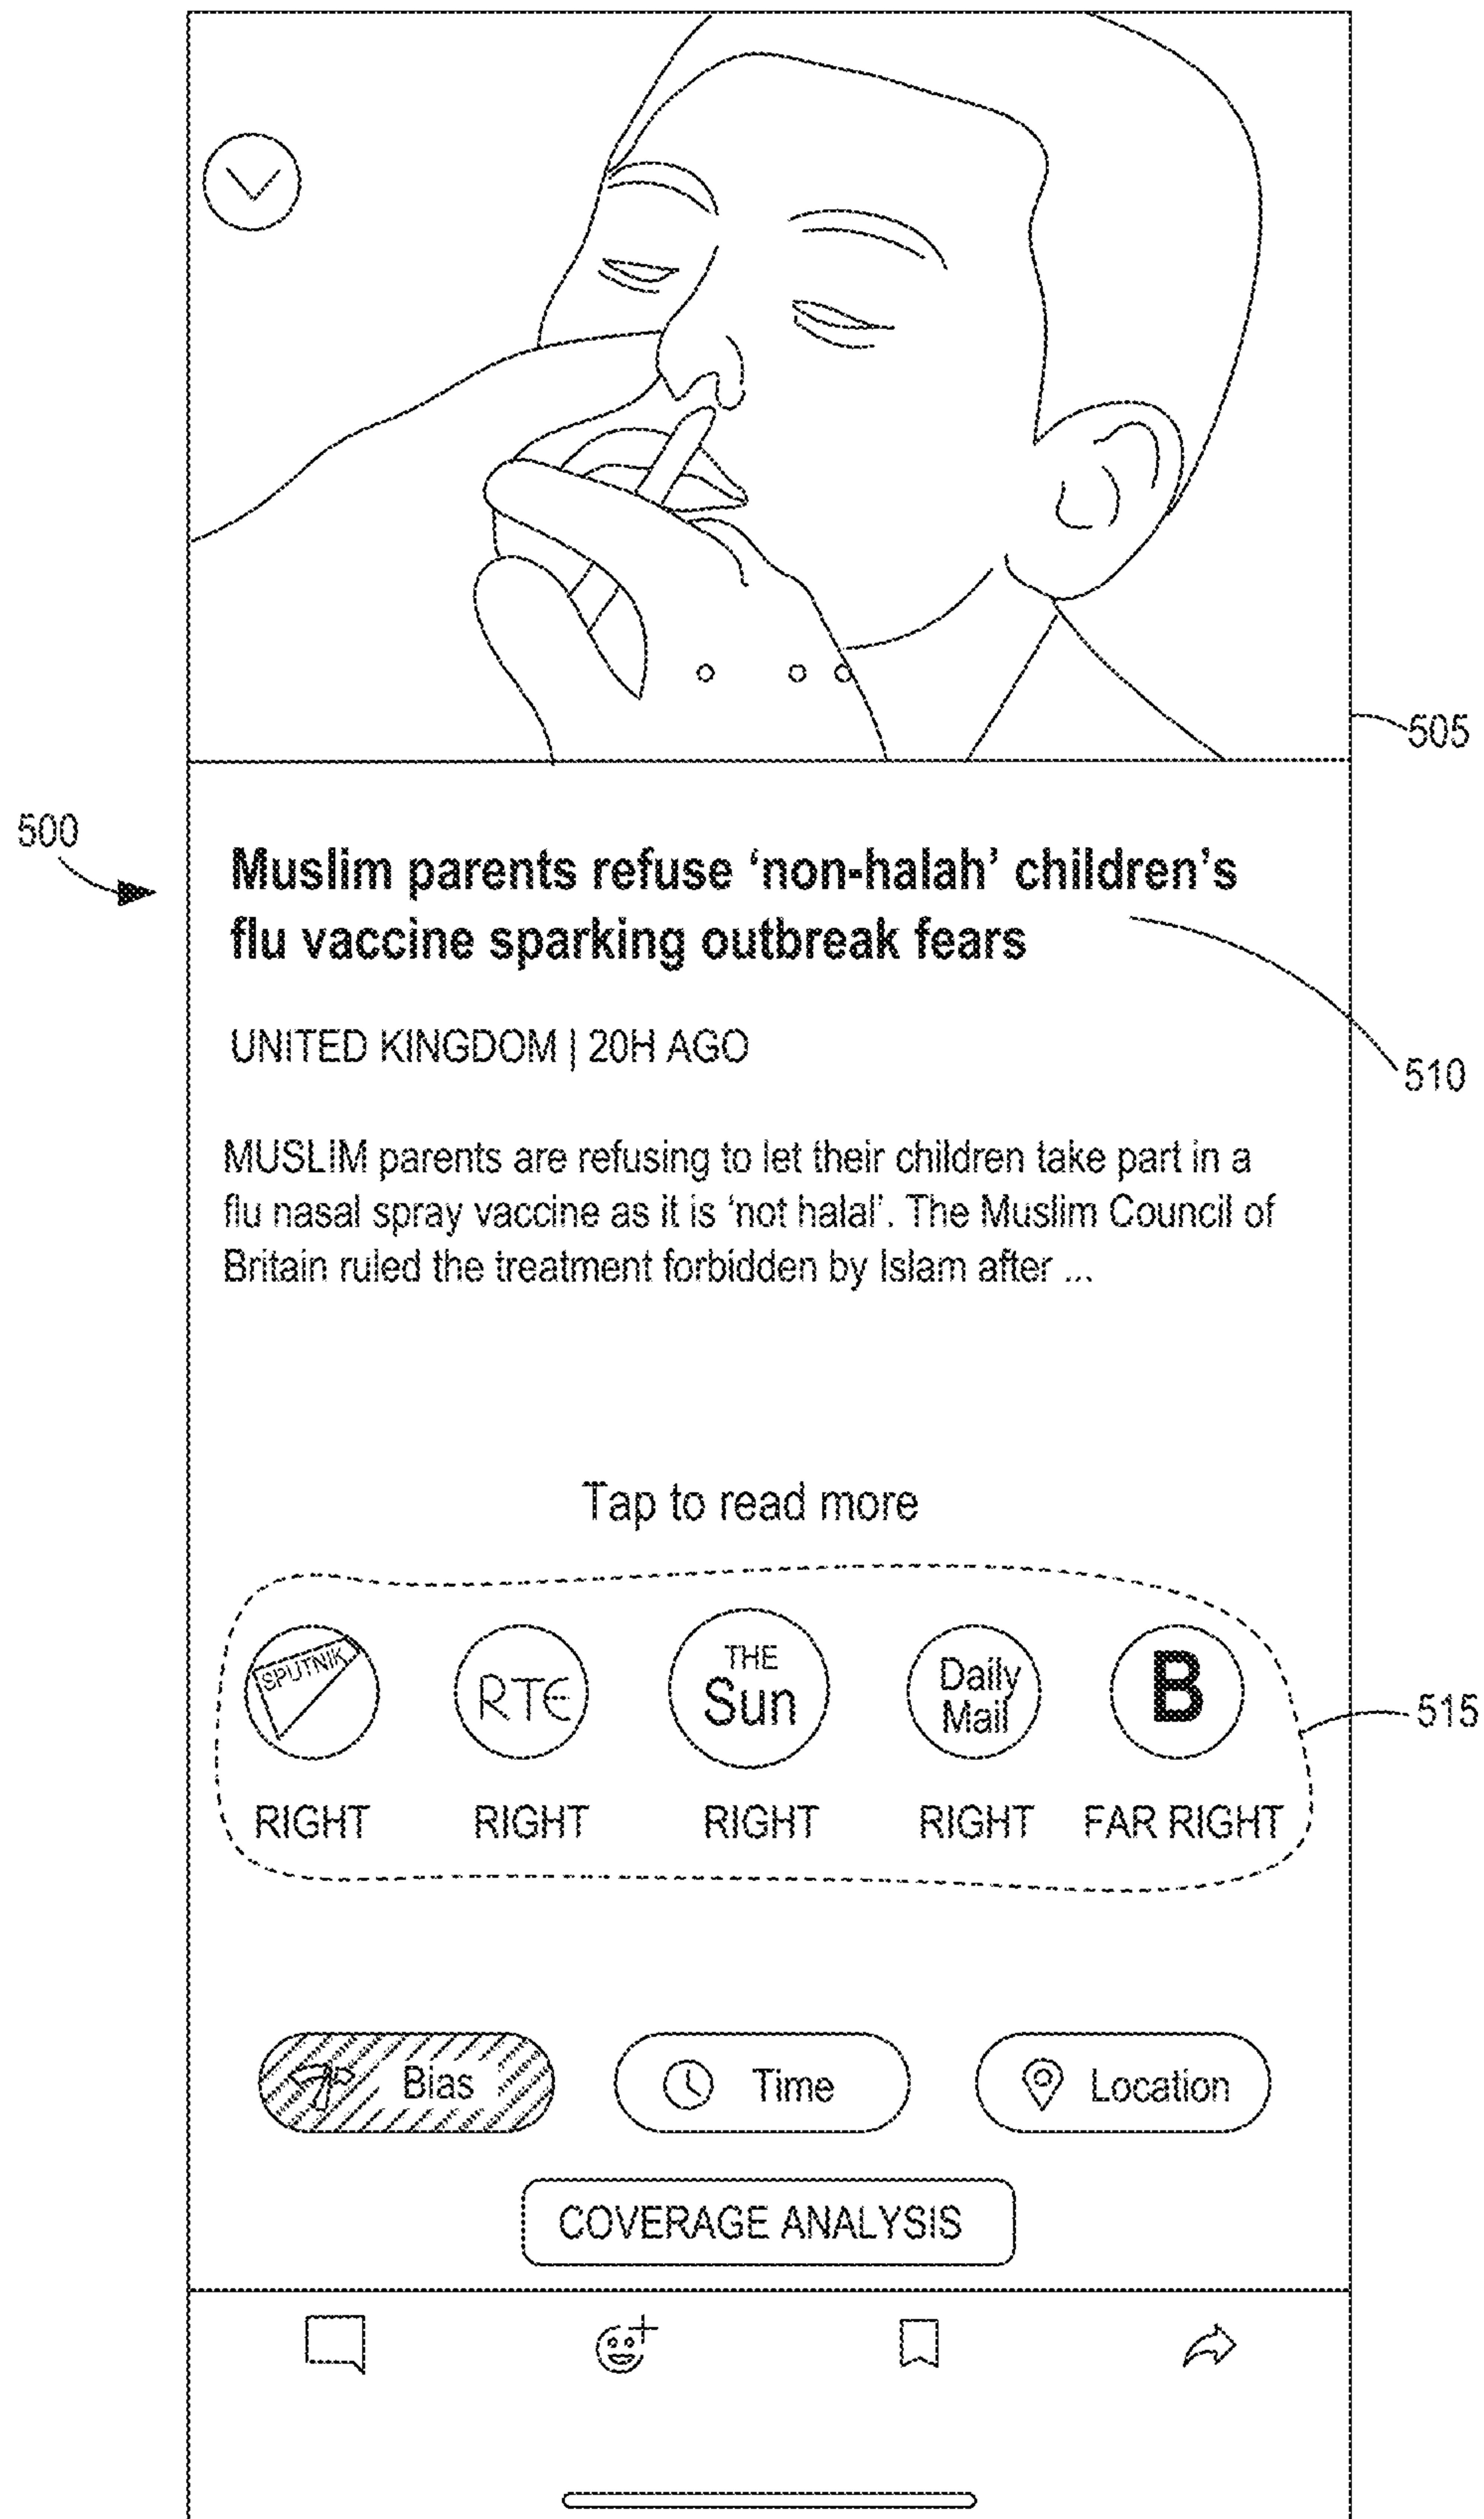 505
500
Muslim parents refuse ‘non-halah’ children’s
flu vaccine sparking outbreak fears
UNITED KINGDOM | 20H AGO
510
MUSLIM parents are refusing to let their children take part in a
flu nasal spray vaccine as it is ‘not halal’. The Muslim Council of
Britain ruled the treatment forbidden by Islam after ...
Tap to read more
SPUTNIK RTE THE Sun Daily Mail B
515
RIGHT RIGHT RIGHT RIGHT FAR RIGHT
Bias Time Location
COVERAGE ANALYSIS